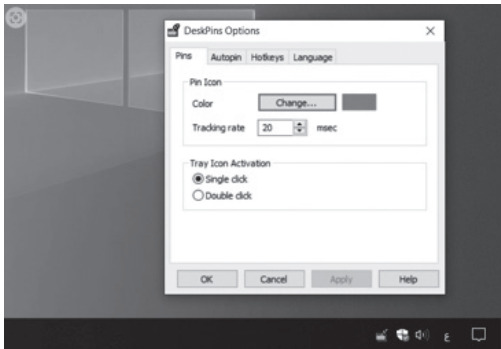 DeskPins Options
Pins Autopin Hotkeys Language
Pin Icon
Color Change...
Tracking rate 20 msec
Tray Icon Activation
Single click
Double click
OK Cancel Apply Help
ع